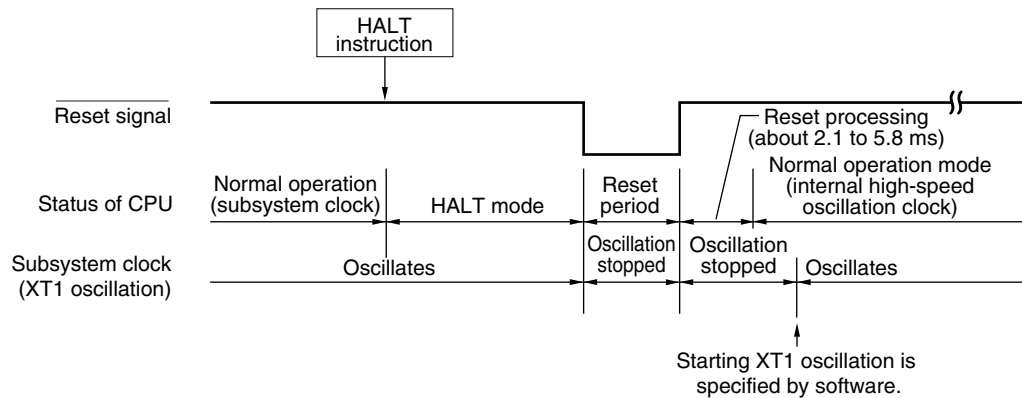 HALT
instruction
Reset signal
Reset processing
(about 2.1 to 5.8 ms)
Status of CPU
Normal operation
(subsystem clock)
HALT mode
Reset
period
Normal operation mode
(internal high-speed
oscillation clock)
Subsystem clock
(XT1 oscillation)
Oscillates
Oscillation
stopped
Oscillation
stopped
Oscillates
Starting XT1 oscillation is
specified by software.